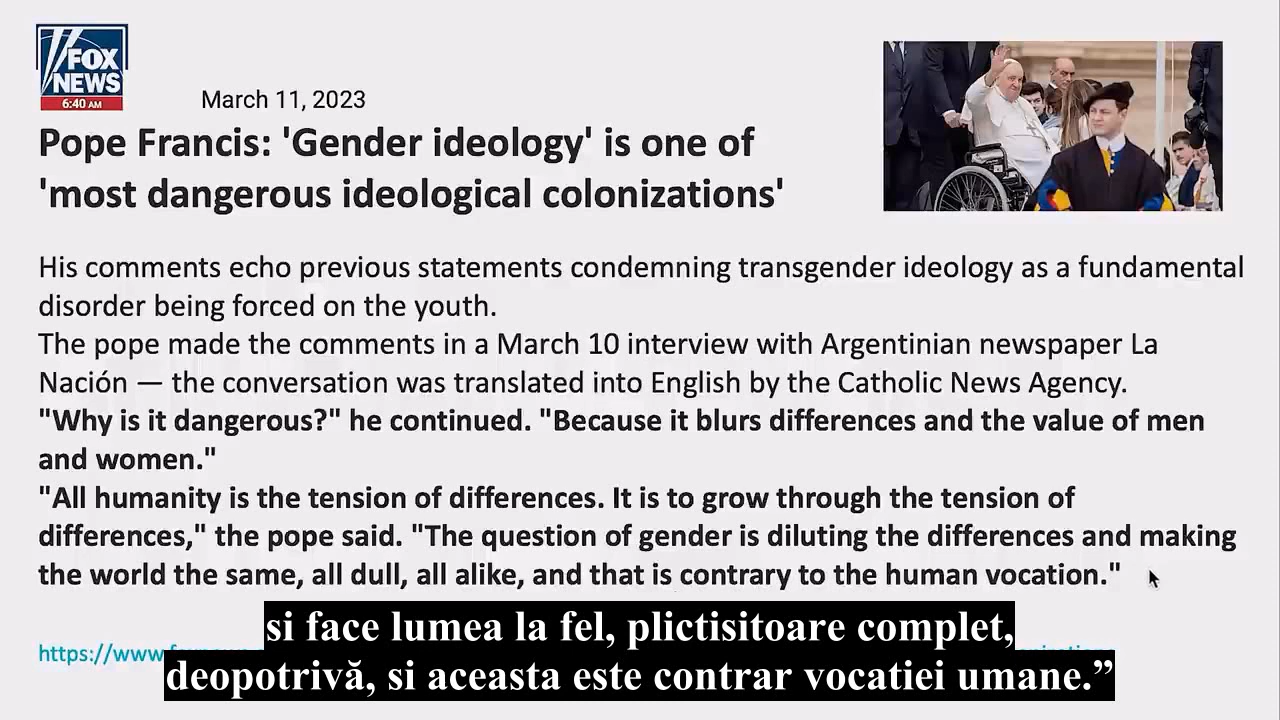 FOX
NEWS
6:40 AM
March 11, 2023
Pope Francis: 'Gender ideology' is one of
'most dangerous ideological colonizations'
His comments echo previous statements condemning transgender ideology as a fundamental
disorder being forced on the youth.
The pope made the comments in a March 10 interview with Argentinian newspaper La
Nación — the conversation was translated into English by the Catholic News Agency.
"Why is it dangerous?" he continued. "Because it blurs differences and the value of men
and women."
"All humanity is the tension of differences. It is to grow through the tension of
differences," the pope said. "The question of gender is diluting the differences and making
the world the same, all dull, all alike, and that is contrary to the human vocation."
si face lumea la fel, plictisitoare complet,
https://www
deopotrivă, si aceasta este contrar vocatiei umane.”